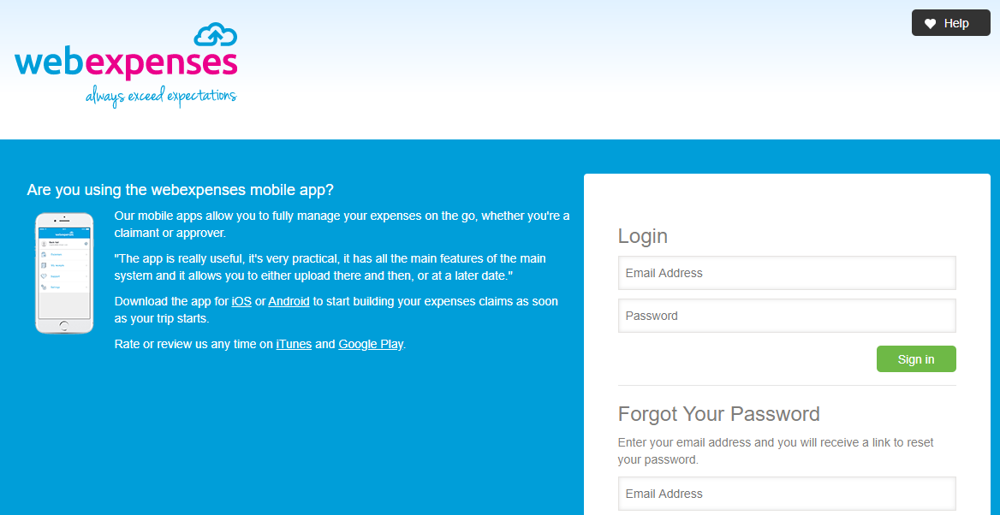 Help
webexpenses
always exceed expectations
Are you using the webexpenses mobile app?
Our mobile apps allow you to fully manage your expenses on the go, whether you're a
claimant or approver.
"The app is really useful, it's very practical, it has all the main features of the main
system and it allows you to either upload there and then, or at a later date."
Download the app for iOS or Android to start building your expenses claims as soon
as your trip starts.
Rate or review us any time on iTunes and Google Play.
Login
Email Address
Password
Sign in
Forgot Your Password
Enter your email address and you will receive a link to reset
your password.
Email Address